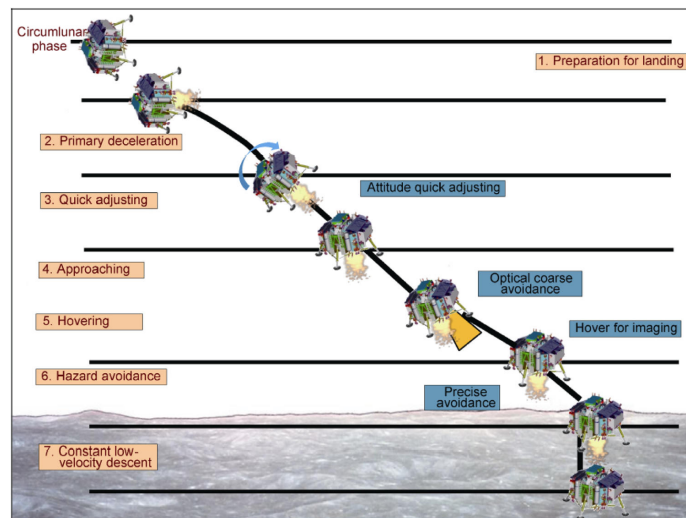 Circumlunar
phase
1. Preparation for landing
2. Primary deceleration
3. Quick adjusting
Attitude quick adjusting
4. Approaching
Optical coarse
avoidance
5. Hovering
Hover for imaging
6. Hazard avoidance
Precise
avoidance
7. Constant low-
velocity descent